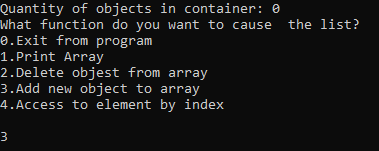 Quantity of objects in container: 0
What function do you want to cause  the list?
0.Exit from program
1.Print Array
2.Delete objest from array
3.Add new object to array
4.Access to element by index
3